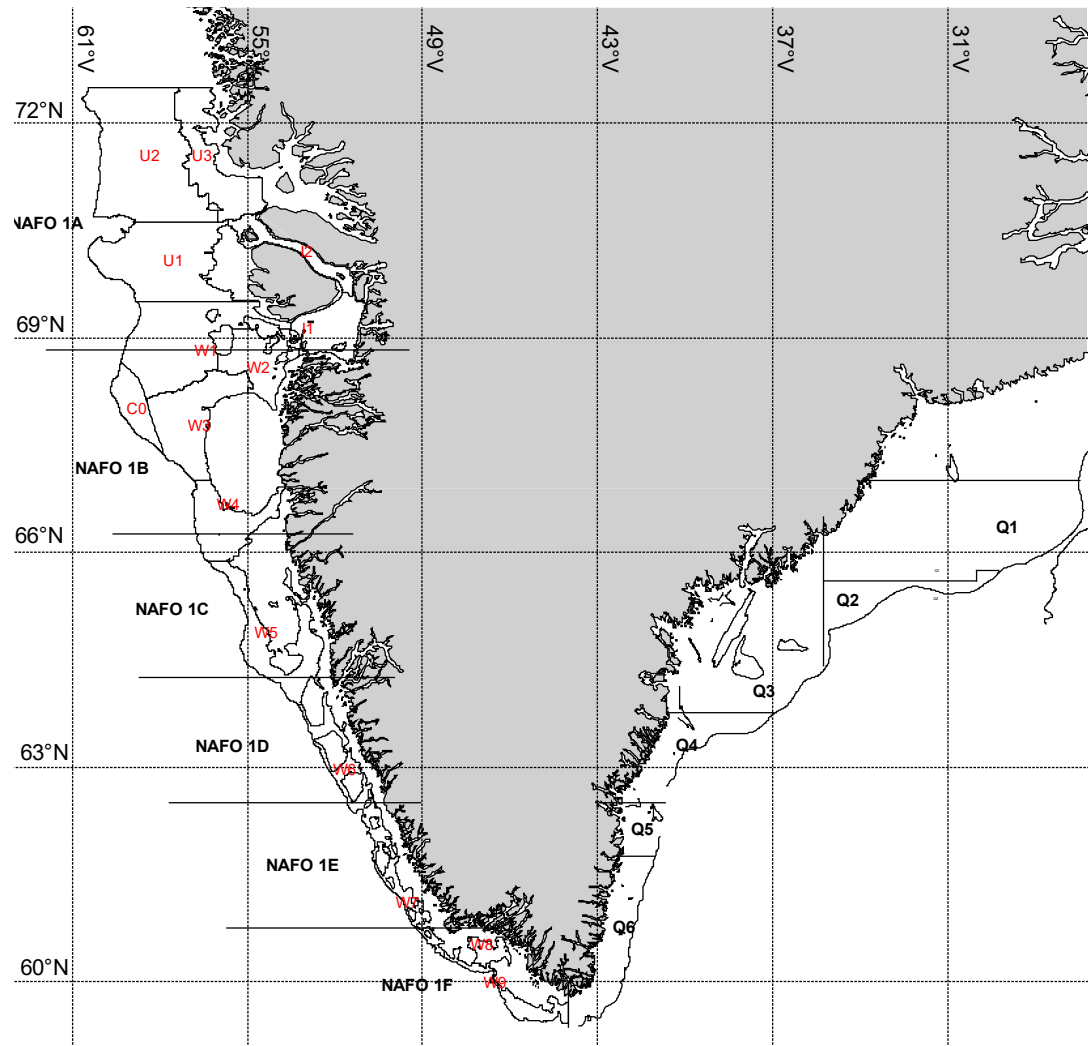 61°V
55°V
49°V
43°V
37°V
31°V
72°N
U2
U3
NAFO 1A
I2
U1
69°N
I1
W1
W2
C0
W3
NAFO 1B
W4
66°N
Q1
NAFO 1C
Q2
W5
Q3
NAFO 1D
Q4
63°N
W6
Q5
NAFO 1E
W7
Q6
W8
60°N
NAFO 1F
W9